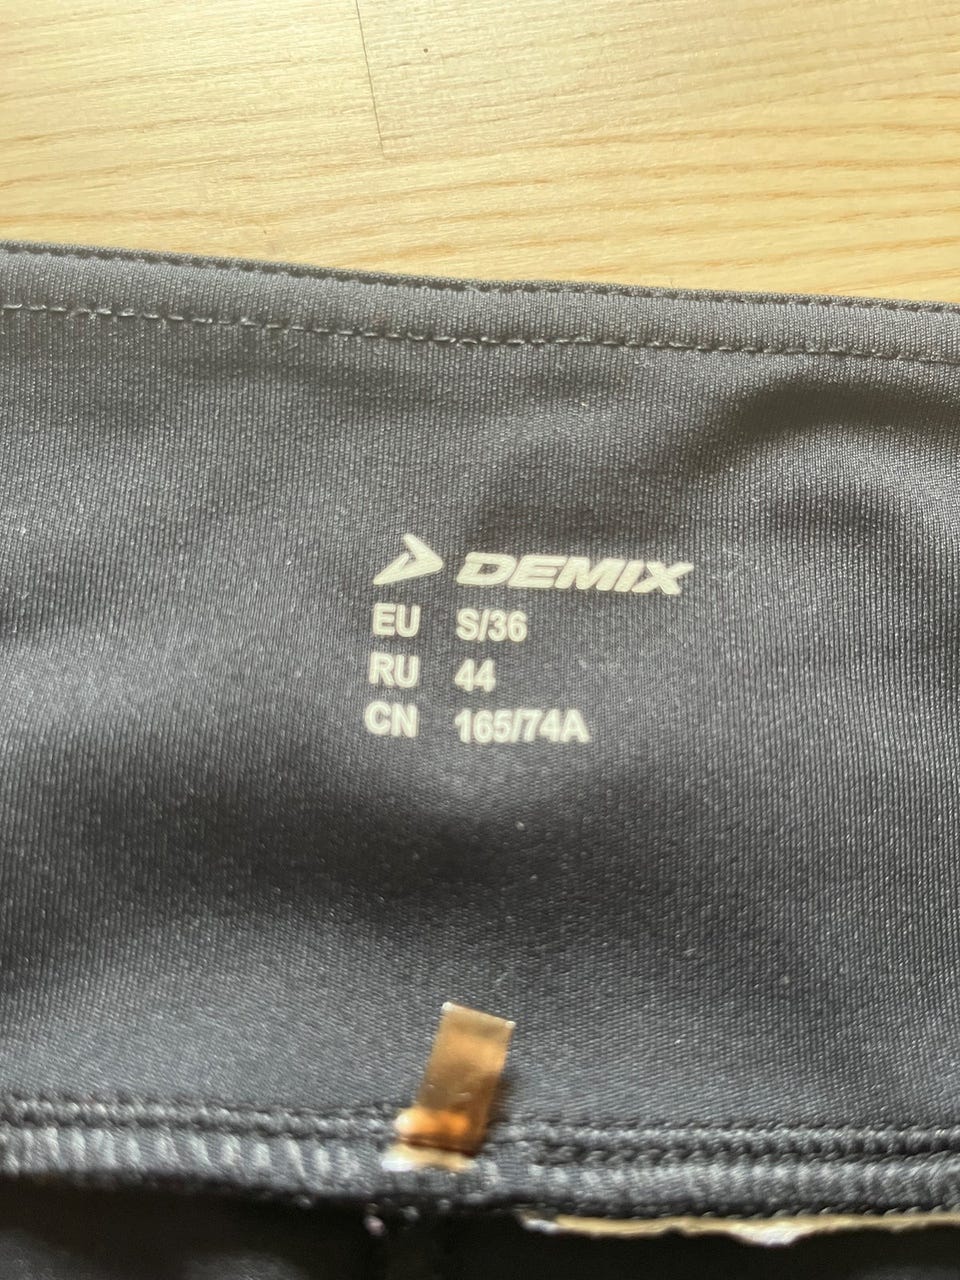 DEMIX
EU S/36
RU 44
CN 165/74A